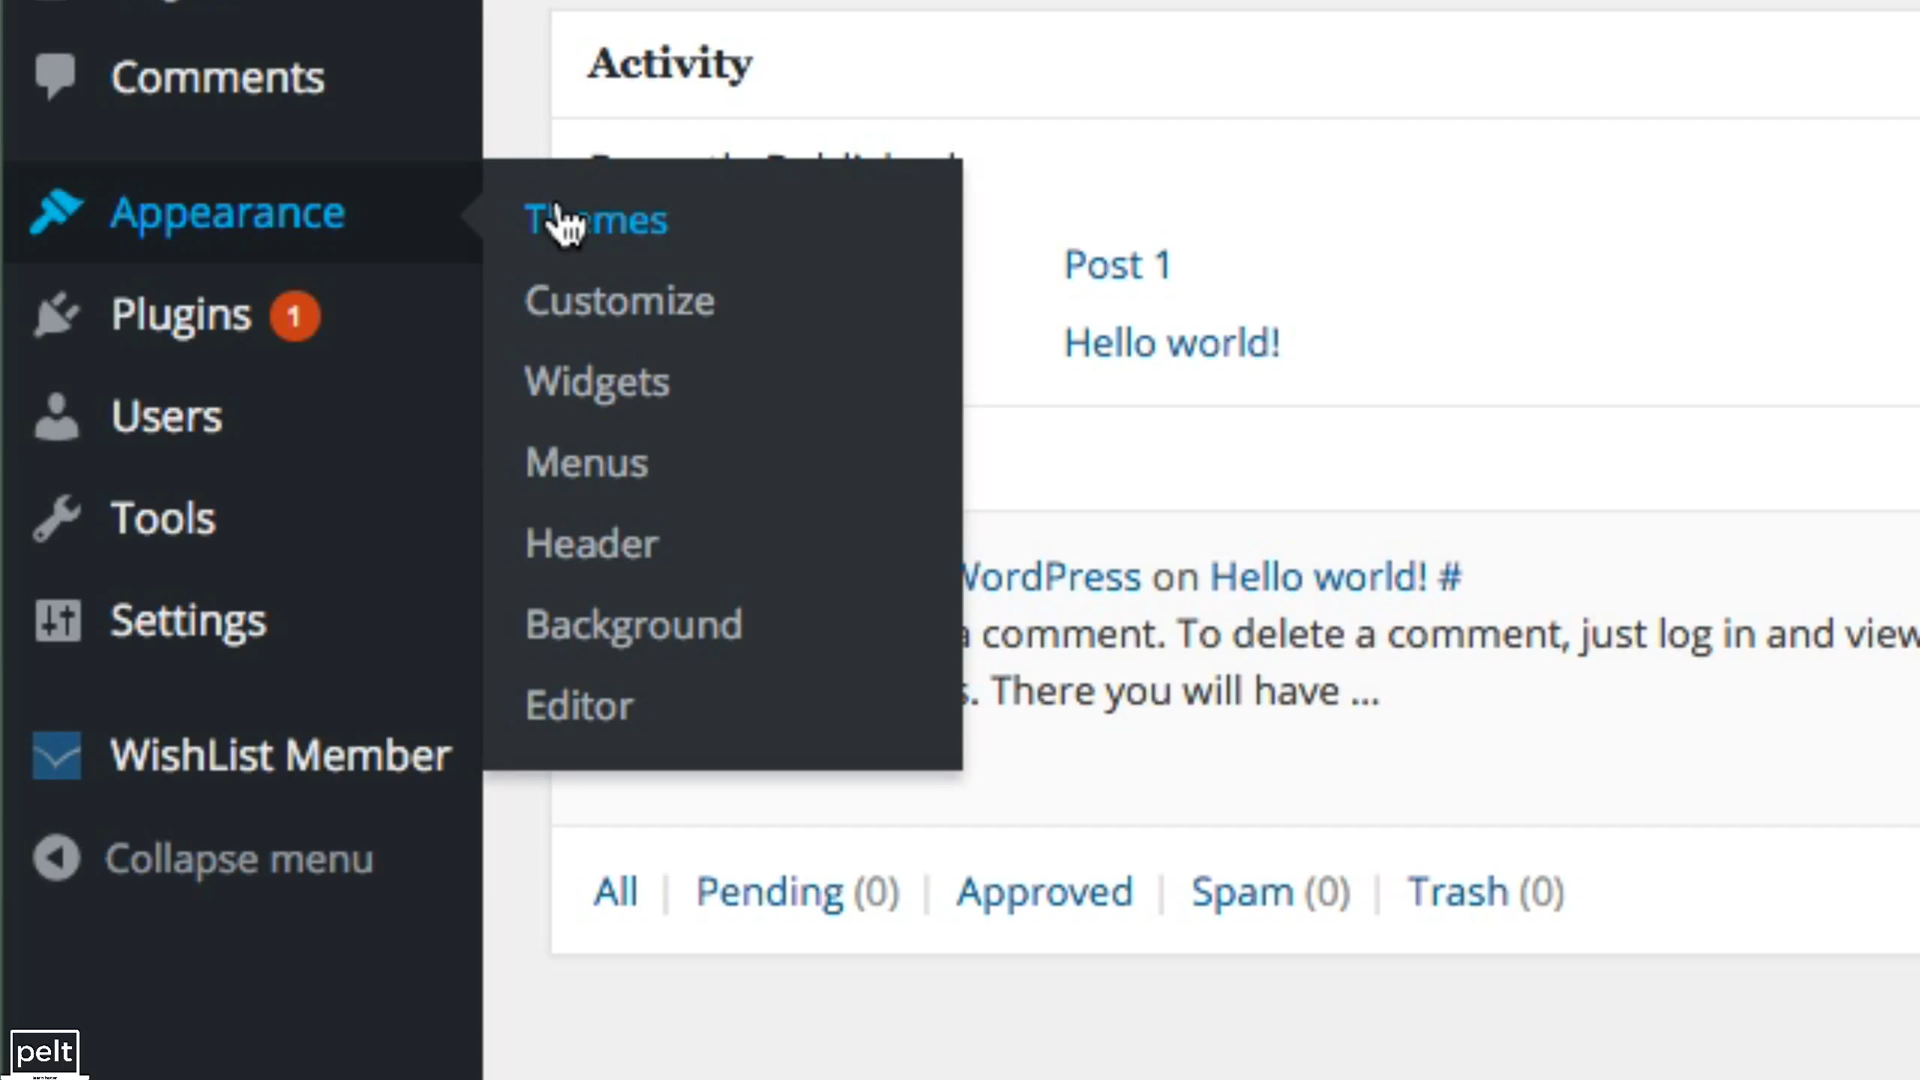 Comments
Appearance
Plugins 1
Users
Tools
Settings
WishList Member
Collapse menu
Themes
Customize
Widgets
Menus
Header
Background
Editor
Activity
Post 1
Hello world!
WordPress on Hello world! #
a comment. To delete a comment, just log in and view
s. There you will have ...
All | Pending (0) | Approved | Spam (0) | Trash (0)
pelt